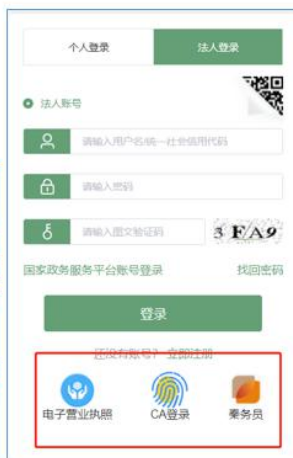 个人登录
法人登录
法人账号
请输入用户名/统一社会信用代码
请输入密码
请输入图文验证码
3 FA9
国家政务服务平台账号登录
找回密码
登录
还没有账号? 立即注册
电子营业执照
CA登录
秦务员